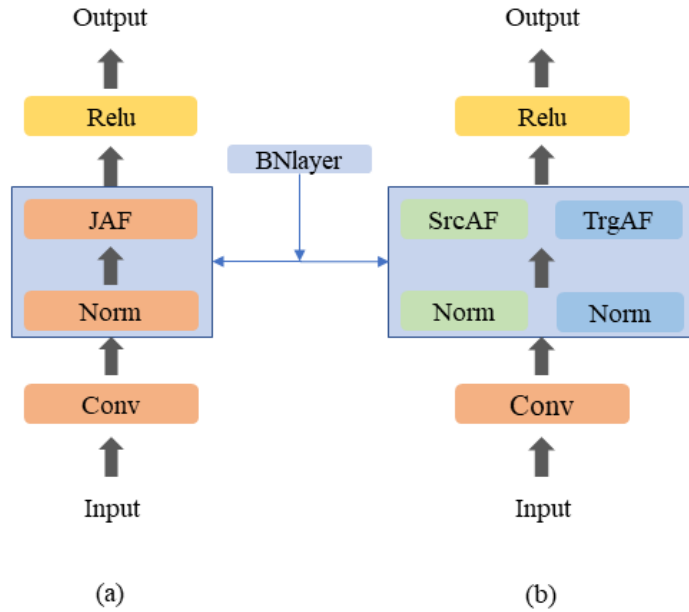 Output
Output
Relu
Relu
BNlayer
JAF
SrcAF
TrgAF
Norm
Norm
Norm
Conv
Conv
Input
Input
(a)
(b)